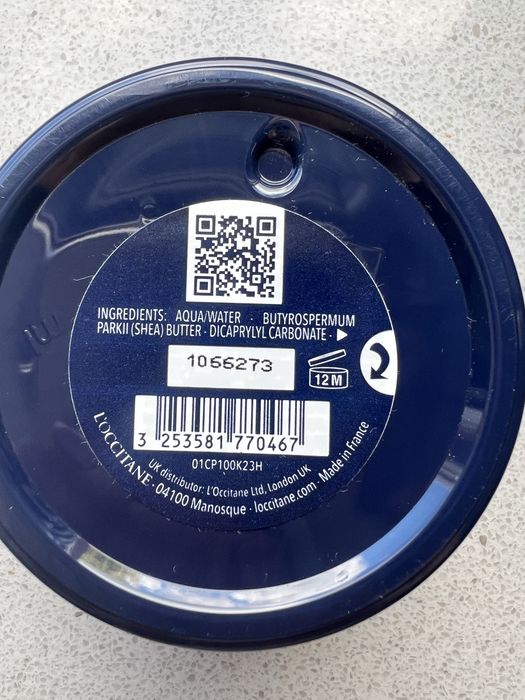 INGREDIENTS: AQUA/WATER · BUTYROSPERMUM
PARKII (SHEA) BUTTER · DICAPRYLYL CARBONATE ·
1066273
12 M
3 253581 770467
01CP100K23H
UK distributor: L'Occitane Ltd, London UK
L'OCCITANE · 04100 Manosque · loccitane.com · Made in France